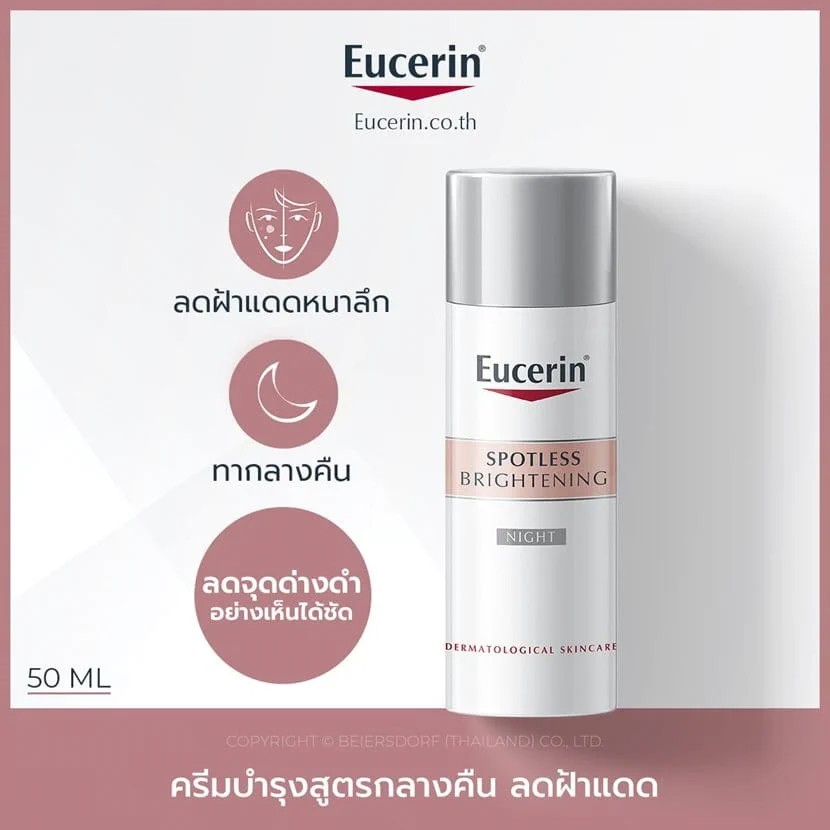 Eucerin®
Eucerin.co.th
ลดฝ้าแดดหนาลึก
ทากลางคืน
ลดจุดด่างดำ
อย่างเห็นได้ชัด
50 ML
Eucerin®
SPOTLESS
BRIGHTENING
NIGHT
DERMATOLOGICAL SKINCARE
COPYRIGHT © BEIERSDORF (THAILAND) CO., LTD.
ครีมบำรุงสูตรกลางคืน ลดฝ้าแดด